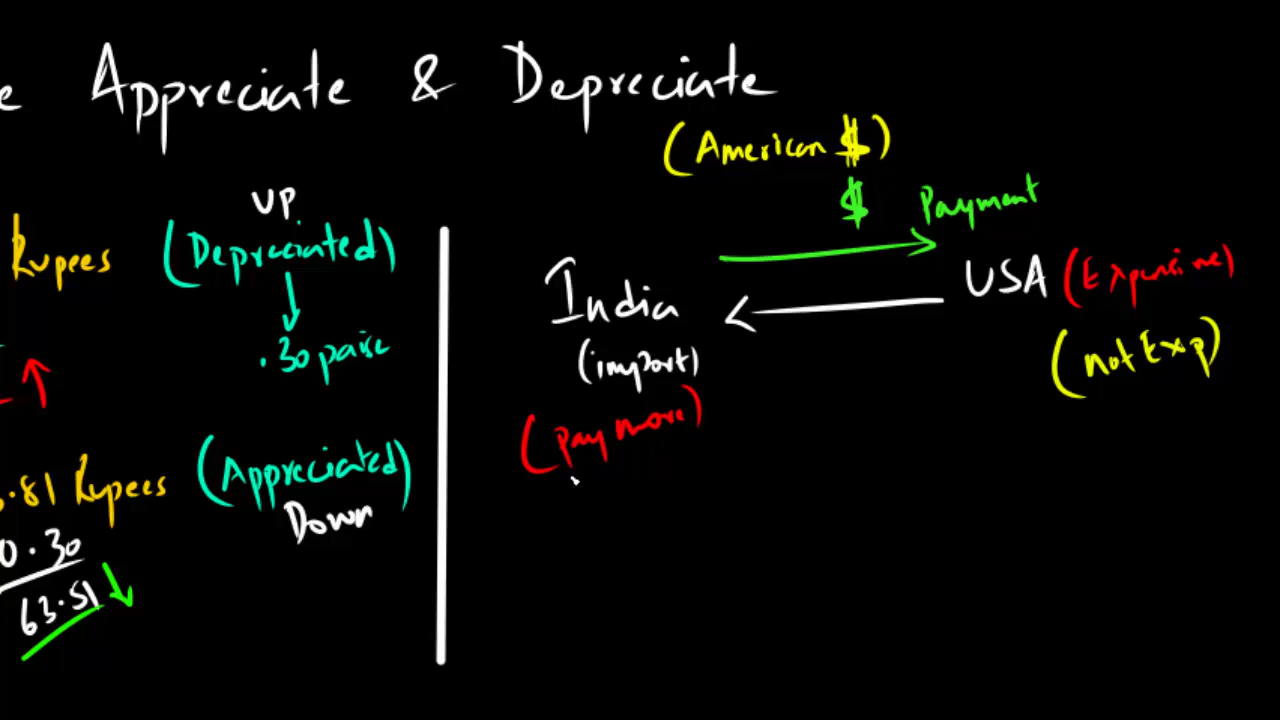 e Appreciate & Depreciate
(American $)
$ Payment
UP
Rupees (Depreciated)
.30 paise
India
(import)
(pay more)
USA (Expensive)
(not Exp)
.81 Rupees (Appreciated)
Down
0.30
63.51